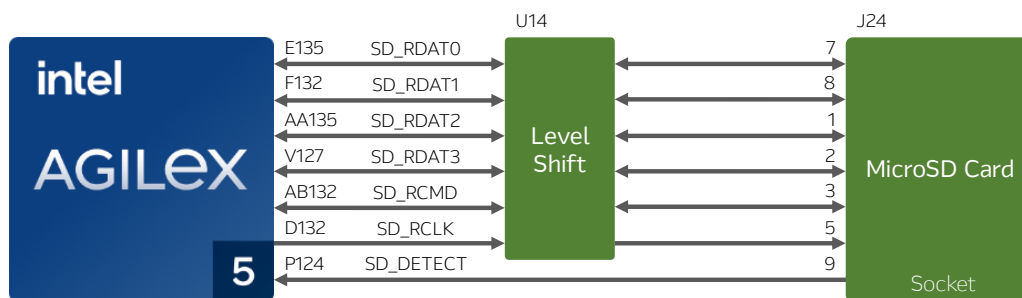 U14 J24
E135 SD_RDAT0 7
intel
F132 SD_RDAT1 8
AA135 SD_RDAT2 1
Level
Shift
AGILEX
V127 SD_RDAT3 2
MicroSD Card
AB132 SD_RCMD 3
D132 SD_RCLK 5
5
P124 SD_DETECT 9
Socket